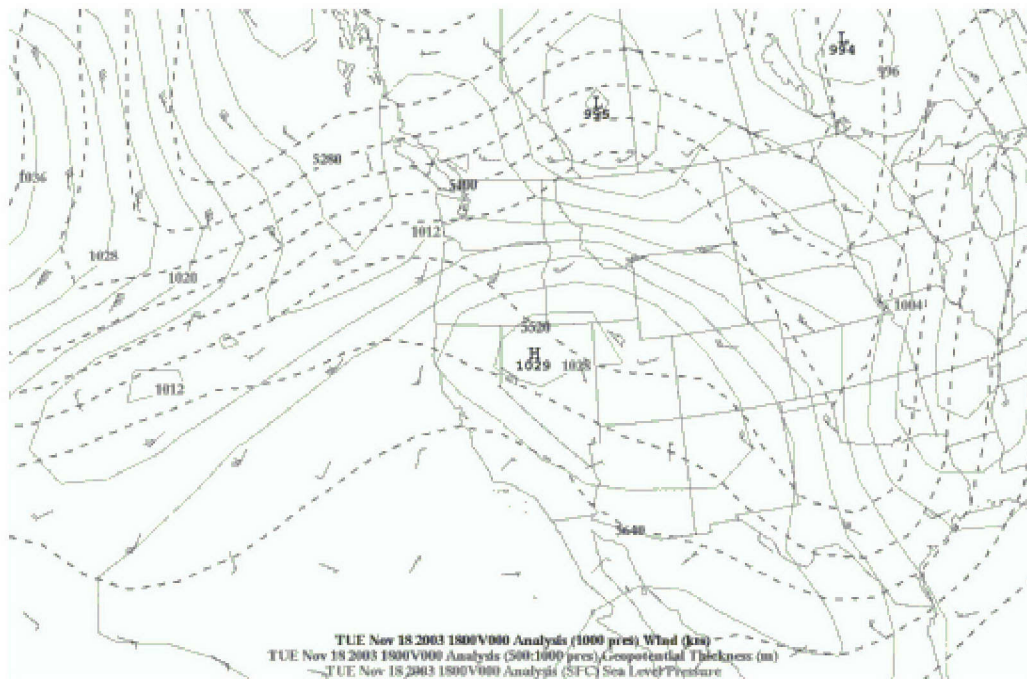 L
994
996
L
995
1036
5280
5400
1012
1028
1020
1004
5520
H
1029 1028
1012
5640
TUE Nov 18 2003 1800V000 Analysis (1000 pres) Wind (kts)
TUE Nov 18 2003 1800V000 Analysis (500:1000 pres) Geopotential Thickness (m)
TUE Nov 18 2003 1800V000 Analysis (SFC) Sea Level Pressure